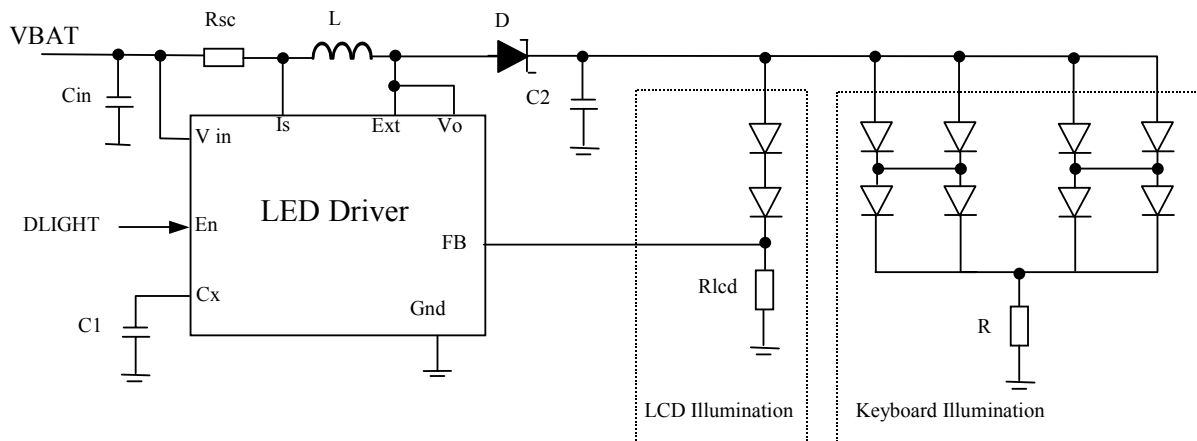 Rsc
L
D
VBAT
Cin
C2
Is
Ext
Vo
V in
LED Driver
DLIGHT
En
FB
Rlcd
Cx
Gnd
C1
R
LCD Illumination
Keyboard Illumination